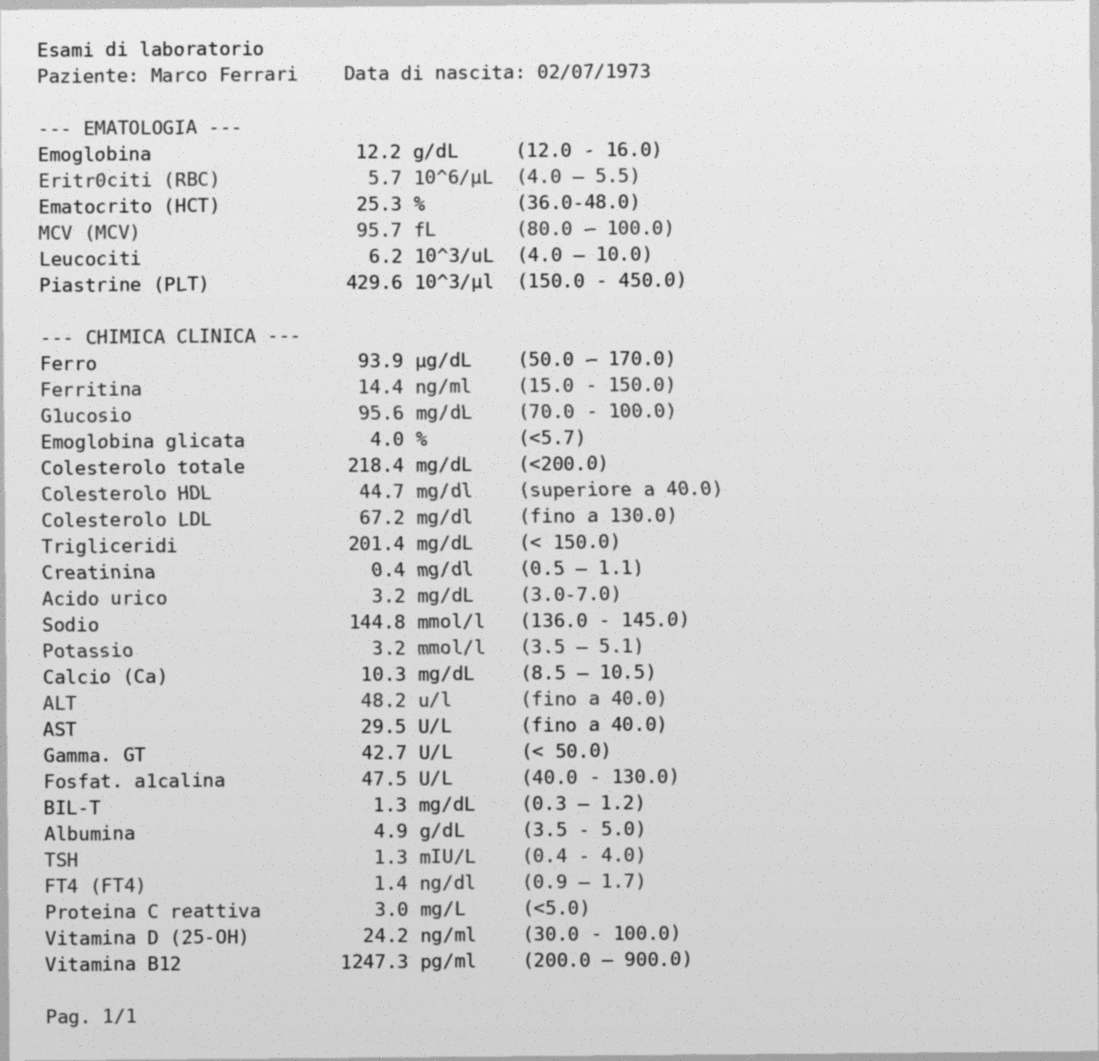 Esami di laboratorio
Paziente: Marco Ferrari    Data di nascita: 02/07/1973

--- EMATOLOGIA ---
Emoglobina                  12.2 g/dL     (12.0 - 16.0)
Eritr0citi (RBC)             5.7 10^6/µL  (4.0 – 5.5)
Ematocrito (HCT)            25.3 %        (36.0-48.0)
MCV (MCV)                   95.7 fL       (80.0 – 100.0)
Leucociti                    6.2 10^3/uL  (4.0 – 10.0)
Piastrine (PLT)            429.6 10^3/µl  (150.0 - 450.0)

--- CHIMICA CLINICA ---
Ferro                       93.9 µg/dL    (50.0 – 170.0)
Ferritina                   14.4 ng/ml    (15.0 - 150.0)
G1ucosio                    95.6 mg/dL    (70.0 - 100.0)
Emoglobina glicata           4.0 %        (<5.7)
Colesterolo totale         218.4 mg/dL    (<200.0)
Colesterolo HDL             44.7 mg/dl    (superiore a 40.0)
Colesterolo LDL             67.2 mg/dl    (fino a 130.0)
Trigliceridi               201.4 mg/dL    (< 150.0)
Creatinina                   0.4 mg/dl    (0.5 – 1.1)
Acido urico                  3.2 mg/dL    (3.0-7.0)
Sodio                      144.8 mmol/l   (136.0 - 145.0)
Potassio                     3.2 mmol/l   (3.5 – 5.1)
Calcio (Ca)                 10.3 mg/dL    (8.5 – 10.5)
ALT                         48.2 u/l      (fino a 40.0)
AST                         29.5 U/L      (fino a 40.0)
Gamma. GT                   42.7 U/L      (< 50.0)
Fosfat. a1calina            47.5 U/L      (40.0 - 130.0)
BIL-T                        1.3 mg/dL    (0.3 – 1.2)
Albumina                     4.9 g/dL     (3.5 - 5.0)
TSH                          1.3 mIU/L    (0.4 - 4.0)
FT4 (FT4)                    1.4 ng/dl    (0.9 – 1.7)
Proteina C reattiva          3.0 mg/L     (<5.0)
Vitamina D (25-OH)          24.2 ng/ml    (30.0 - 100.0)
Vitamina B12              1247.3 pg/ml    (200.0 – 900.0)

Pag. 1/1